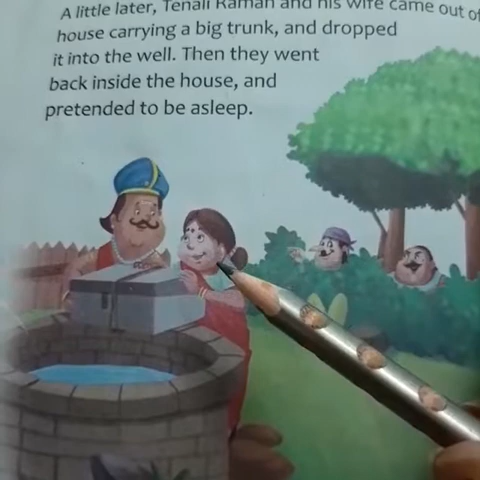 A little later, Tenali Raman and his wife came out of
house carrying a big trunk, and dropped
it into the well. Then they went
back inside the house, and
pretended to be asleep.